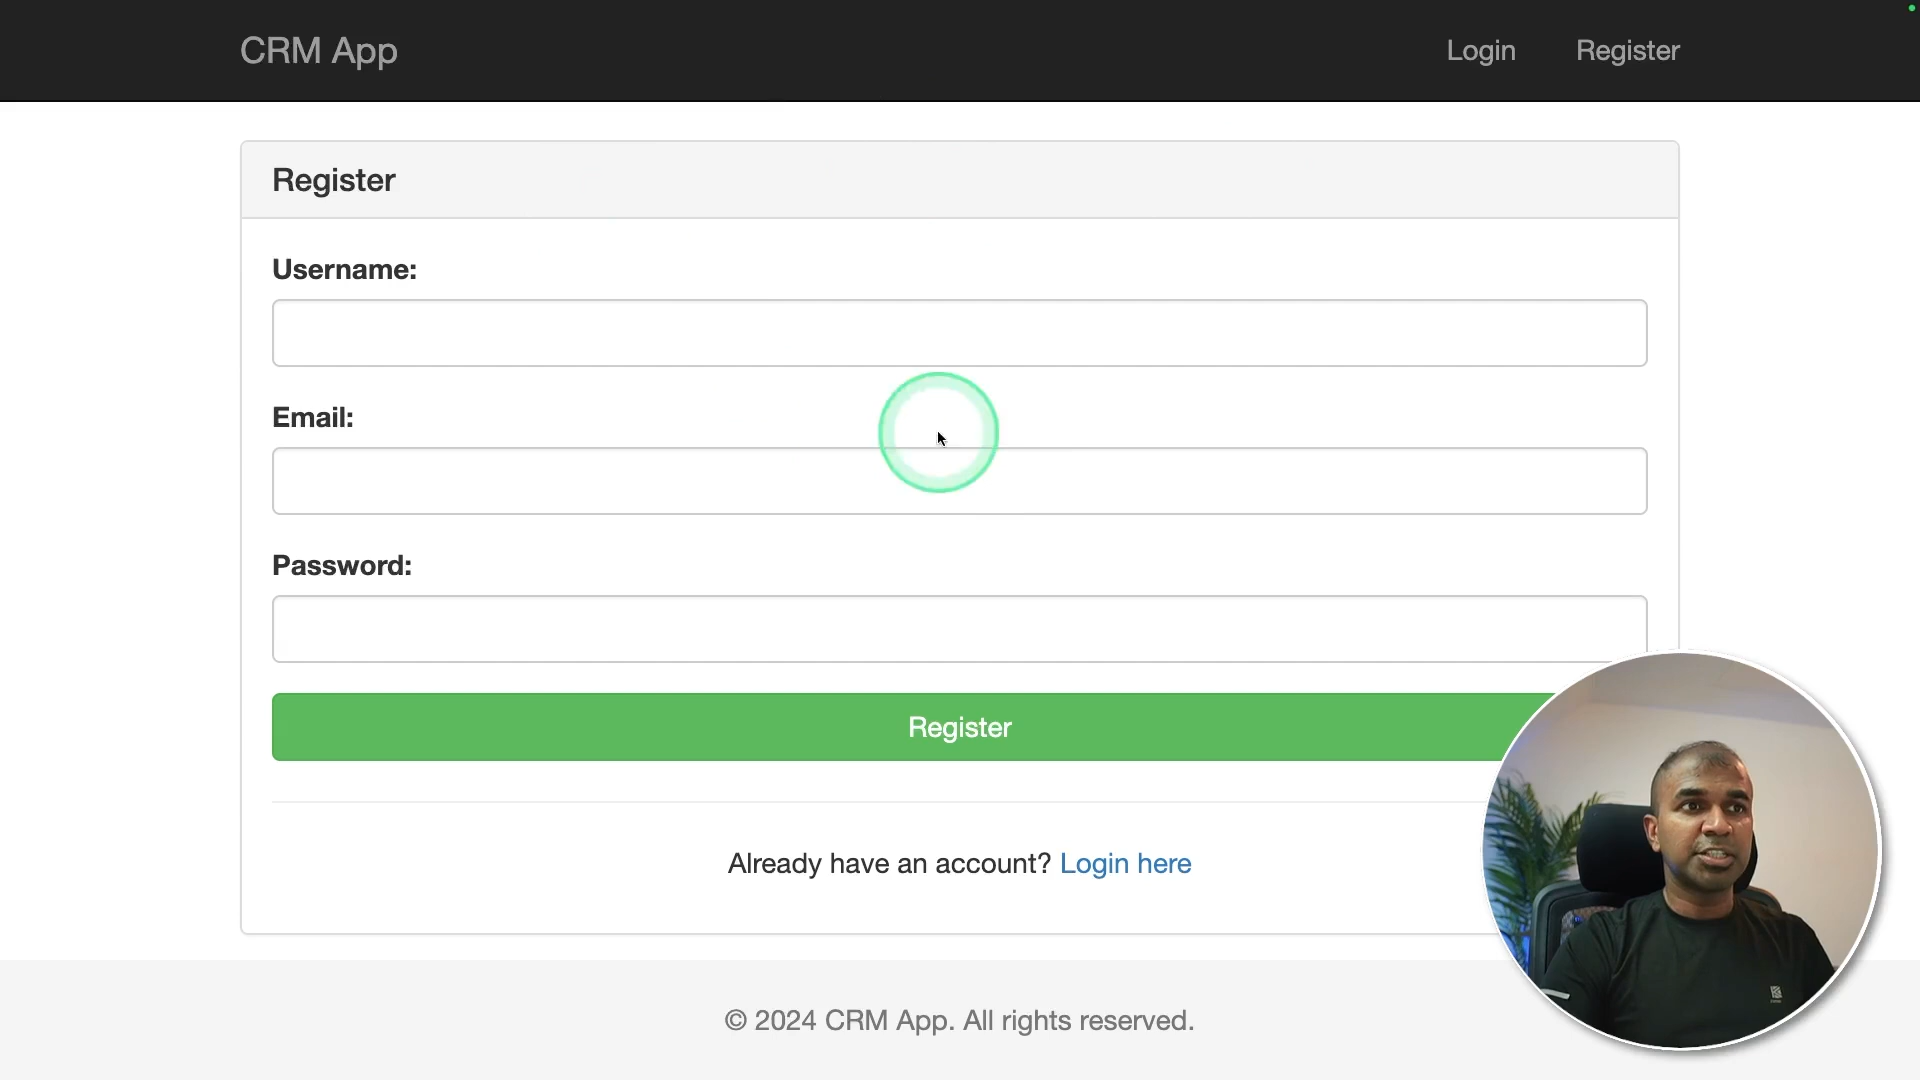 CRM App
Login
Register
Register
Username:
Email:
Password:
Register
Already have an account? Login here
© 2024 CRM App. All rights reserved.